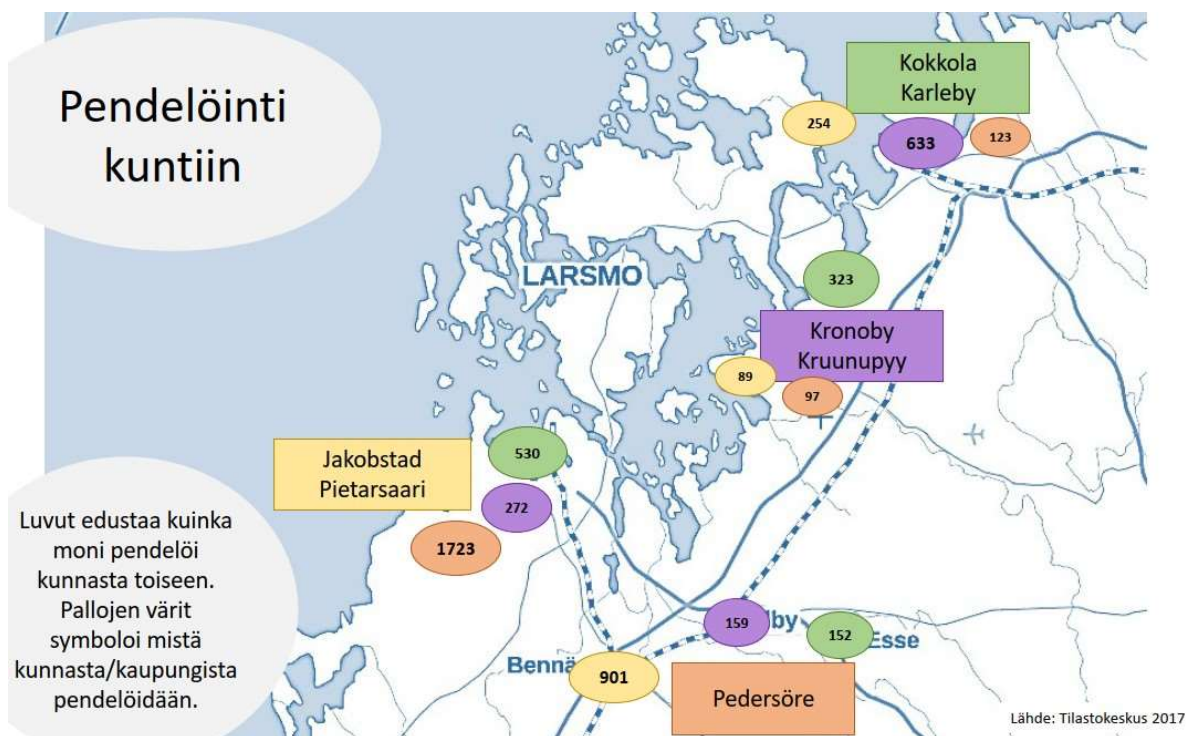 Pendelöinti
kuntiin
Kokkola
Karleby
254
633
123
LARSMO
323
Kronoby
Kruunupyy
89
97
Jakobstad
Pietarsaari
530
272
1723
Luvut edustaa kuinka
moni pendelöi
kunnasta toiseen.
Pallojen värit
symboloi mistä
kunnasta/kaupungista
pendelöidään.
159
lby
152
Esse
Bennä
901
Pedersöre
Lähde: Tilastokeskus 2017